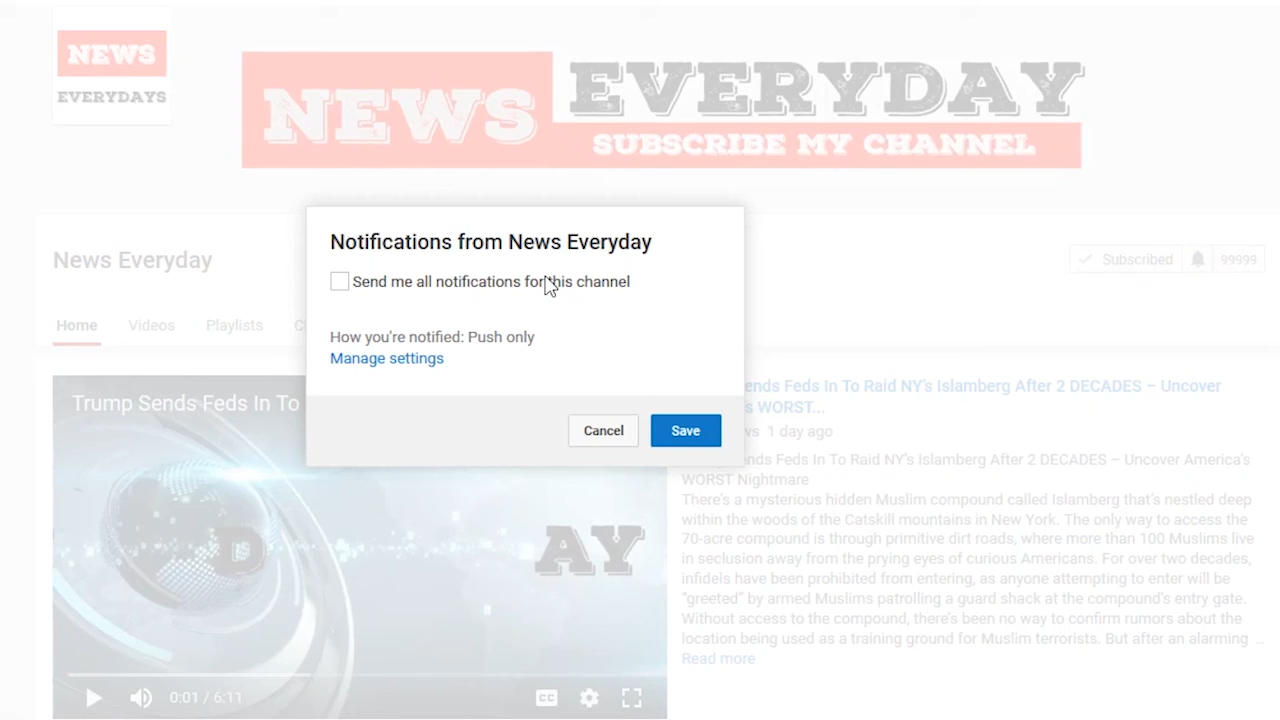 NEWS
EVERYDAYS
NEWS
EVERYDAY
SUBSCRIBE MY CHANNEL
Notifications from News Everyday
Send me all notifications for this channel
How you're notified: Push only
Manage settings
Cancel
Save
News Everyday
Subscribed
99999
Home
Videos
Playlists
C
Trump Sends Feds In To
D
AY
0:01 / 6:11
CC
ends Feds In To Raid NY's Islamberg After 2 DECADES – Uncover
's WORST...
ws 1 day ago
ends Feds In To Raid NY's Islamberg After 2 DECADES – Uncover America's
WORST Nightmare
There's a mysterious hidden Muslim compound called Islamberg that's nestled deep
within the woods of the Catskill mountains in New York. The only way to access the
70-acre compound is through primitive dirt roads, where more than 100 Muslims live
in seclusion away from the prying eyes of curious Americans. For over two decades,
infidels have been prohibited from entering, as anyone attempting to enter will be
"greeted" by armed Muslims patrolling a guard shack at the compound's entry gate.
Without access to the compound, there's been no way to confirm rumors about the
location being used as a training ground for Muslim terrorists. But after an alarming ...
Read more